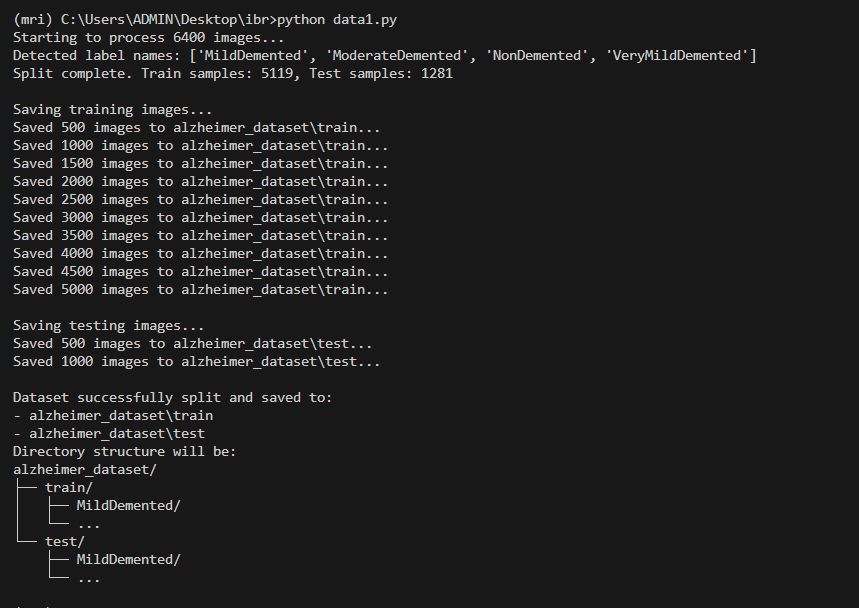 (mri) C:\Users\ADMIN\Desktop\ibr>python data1.py
Starting to process 6400 images...
Detected label names: ['MildDemented', 'ModerateDemented', 'NonDemented', 'VeryMildDemented']
Split complete. Train samples: 5119, Test samples: 1281

Saving training images...
Saved 500 images to alzheimer_dataset\train...
Saved 1000 images to alzheimer_dataset\train...
Saved 1500 images to alzheimer_dataset\train...
Saved 2000 images to alzheimer_dataset\train...
Saved 2500 images to alzheimer_dataset\train...
Saved 3000 images to alzheimer_dataset\train...
Saved 3500 images to alzheimer_dataset\train...
Saved 4000 images to alzheimer_dataset\train...
Saved 4500 images to alzheimer_dataset\train...
Saved 5000 images to alzheimer_dataset\train...

Saving testing images...
Saved 500 images to alzheimer_dataset\test...
Saved 1000 images to alzheimer_dataset\test...

Dataset successfully split and saved to:
- alzheimer_dataset\train
- alzheimer_dataset\test
Directory structure will be:
alzheimer_dataset/
├── train/
│   ├── MildDemented/
│   └── ...
└── test/
    ├── MildDemented/
    └── ...